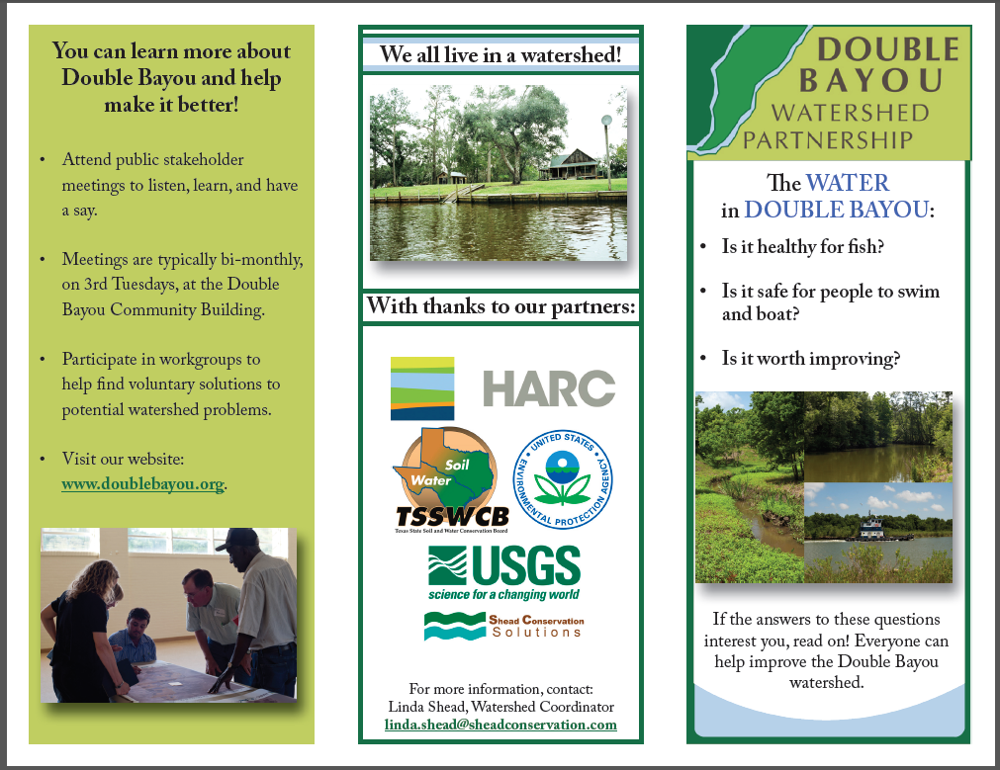 You can learn more about
Double Bayou and help
make it better!
• Attend public stakeholder
meetings to listen, learn, and have
a say.
• Meetings are typically bi-monthly,
on 3rd Tuesdays, at the Double
Bayou Community Building.
• Participate in workgroups to
help find voluntary solutions to
potential watershed problems.
• Visit our website:
www.doublebayou.org.
We all live in a watershed!
With thanks to our partners:
HARC
Soil
Water
TSSWCB
Texas State Soil and Water Conservation Board
UNITED STATES
ENVIRONMENTAL PROTECTION AGENCY
USGS
science for a changing world
Shead Conservation
Solutions
For more information, contact:
Linda Shead, Watershed Coordinator
linda.shead@sheadconservation.com
DOUBLE
BAYOU
WATERSHED
PARTNERSHIP
The WATER
in DOUBLE BAYOU:
• Is it healthy for fish?
• Is it safe for people to swim
and boat?
• Is it worth improving?
If the answers to these questions
interest you, read on! Everyone can
help improve the Double Bayou
watershed.